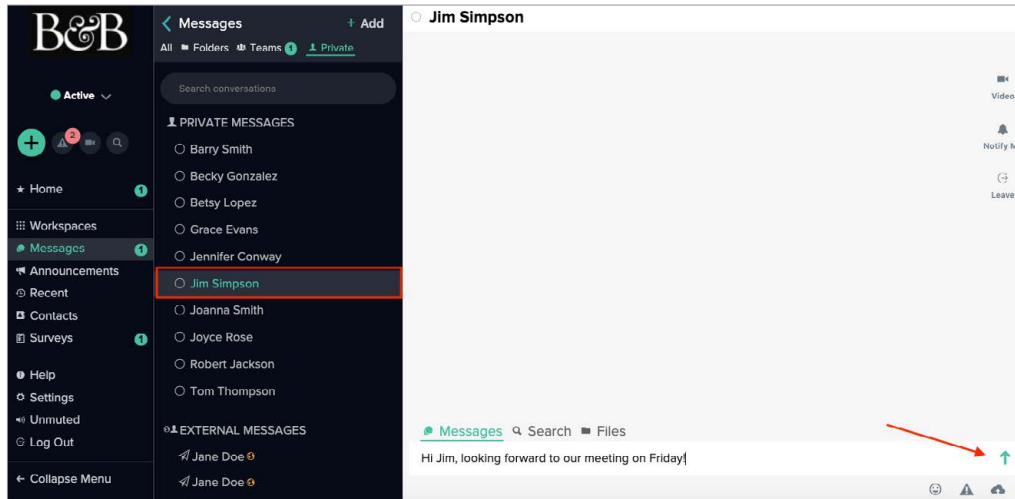 B&B
Active
2
Home 1
Workspaces
Messages 1
Announcements
Recent
Contacts
Surveys 1
Help
Settings
Unmuted
Log Out
Collapse Menu
Messages + Add
All Folders Teams 1 Private
Search conversations
PRIVATE MESSAGES
Barry Smith
Becky Gonzalez
Betsy Lopez
Grace Evans
Jennifer Conway
Jim Simpson
Joanna Smith
Joyce Rose
Robert Jackson
Tom Thompson
EXTERNAL MESSAGES
Jane Doe
Jane Doe
Jim Simpson
Video
Notify M
Leave
Messages Search Files
Hi Jim, looking forward to our meeting on Friday!